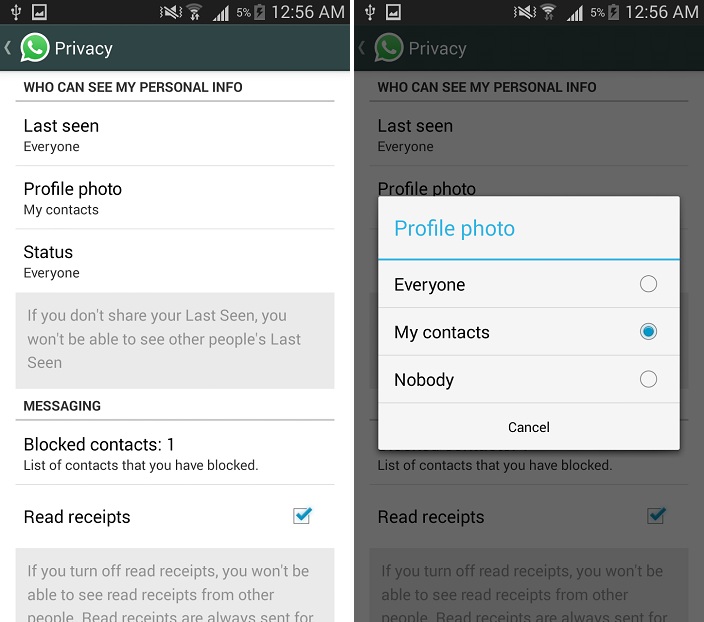 5% 12:56 AM
Privacy
WHO CAN SEE MY PERSONAL INFO
Last seen
Everyone
Profile photo
My contacts
Status
Everyone
If you don't share your Last Seen, you
won't be able to see other people's Last
Seen
MESSAGING
Blocked contacts: 1
List of contacts that you have blocked.
Read receipts
If you turn off read receipts, you won't be
able to see read receipts from other
people. Read receipts are always sent for
5% 12:56 AM
Privacy
WHO CAN SEE MY PERSONAL INFO
Last seen
Everyone
Profile photo
Profile photo
Everyone
My contacts
Nobody
Cancel
List of contacts that you have blocked.
Read receipts
If you turn off read receipts, you won't be
able to see read receipts from other
people. Read receipts are always sent for